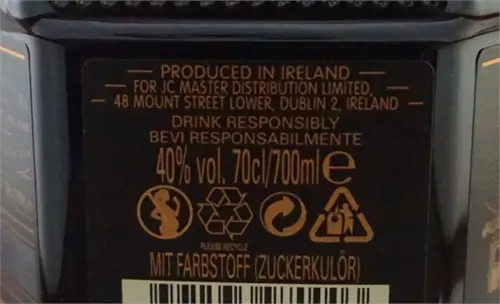 PRODUCED IN IRELAND
FOR JC MASTER DISTRIBUTION LIMITED,
48 MOUNT STREET LOWER, DUBLIN 2, IRELAND
DRINK RESPONSIBLY
BEVI RESPONSABILMENTE
40% vol. 70cl/700ml e
PLEASE RECYCLE
MIT FARBSTOFF (ZUCKERKULÖR)